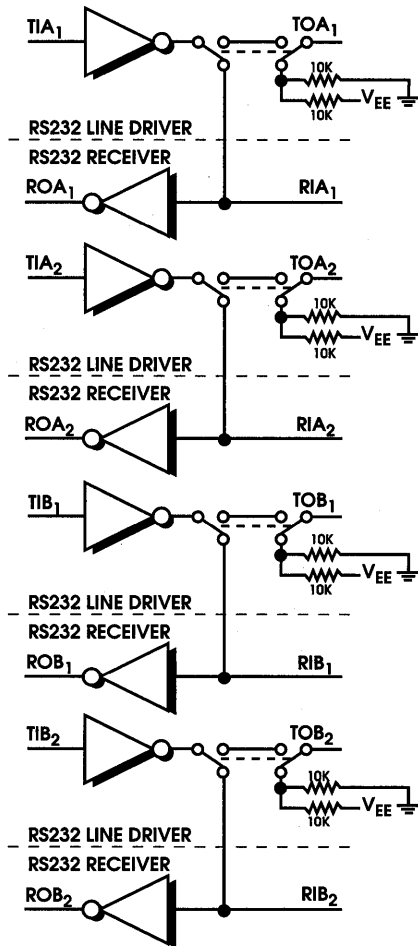 TIA1
TOA1
10K
10K
VEE
RS232 LINE DRIVER
RS232 RECEIVER
ROA1
RIA1
TIA2
TOA2
10K
10K
VEE
RS232 LINE DRIVER
RS232 RECEIVER
ROA2
RIA2
TIB1
TOB1
10K
10K
VEE
RS232 LINE DRIVER
RS232 RECEIVER
ROB1
RIB1
TIB2
TOB2
10K
10K
VEE
RS232 LINE DRIVER
RS232 RECEIVER
ROB2
RIB2